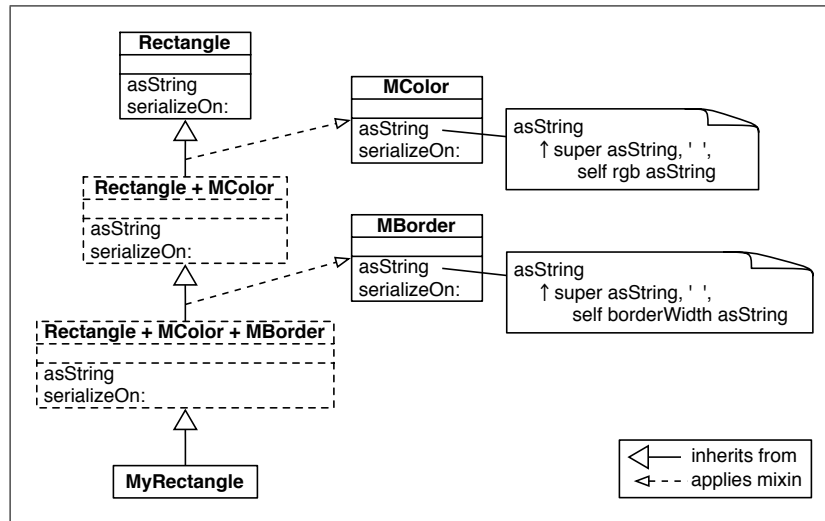 Rectangle
asString
serializeOn:
MColor
asString
serializeOn:
asString
↑ super asString, ' ',
self rgb asString
Rectangle + MColor
asString
serializeOn:
MBorder
asString
serializeOn:
asString
↑ super asString, ' ',
self borderWidth asString
Rectangle + MColor + MBorder
asString
serializeOn:
MyRectangle
inherits from
applies mixin